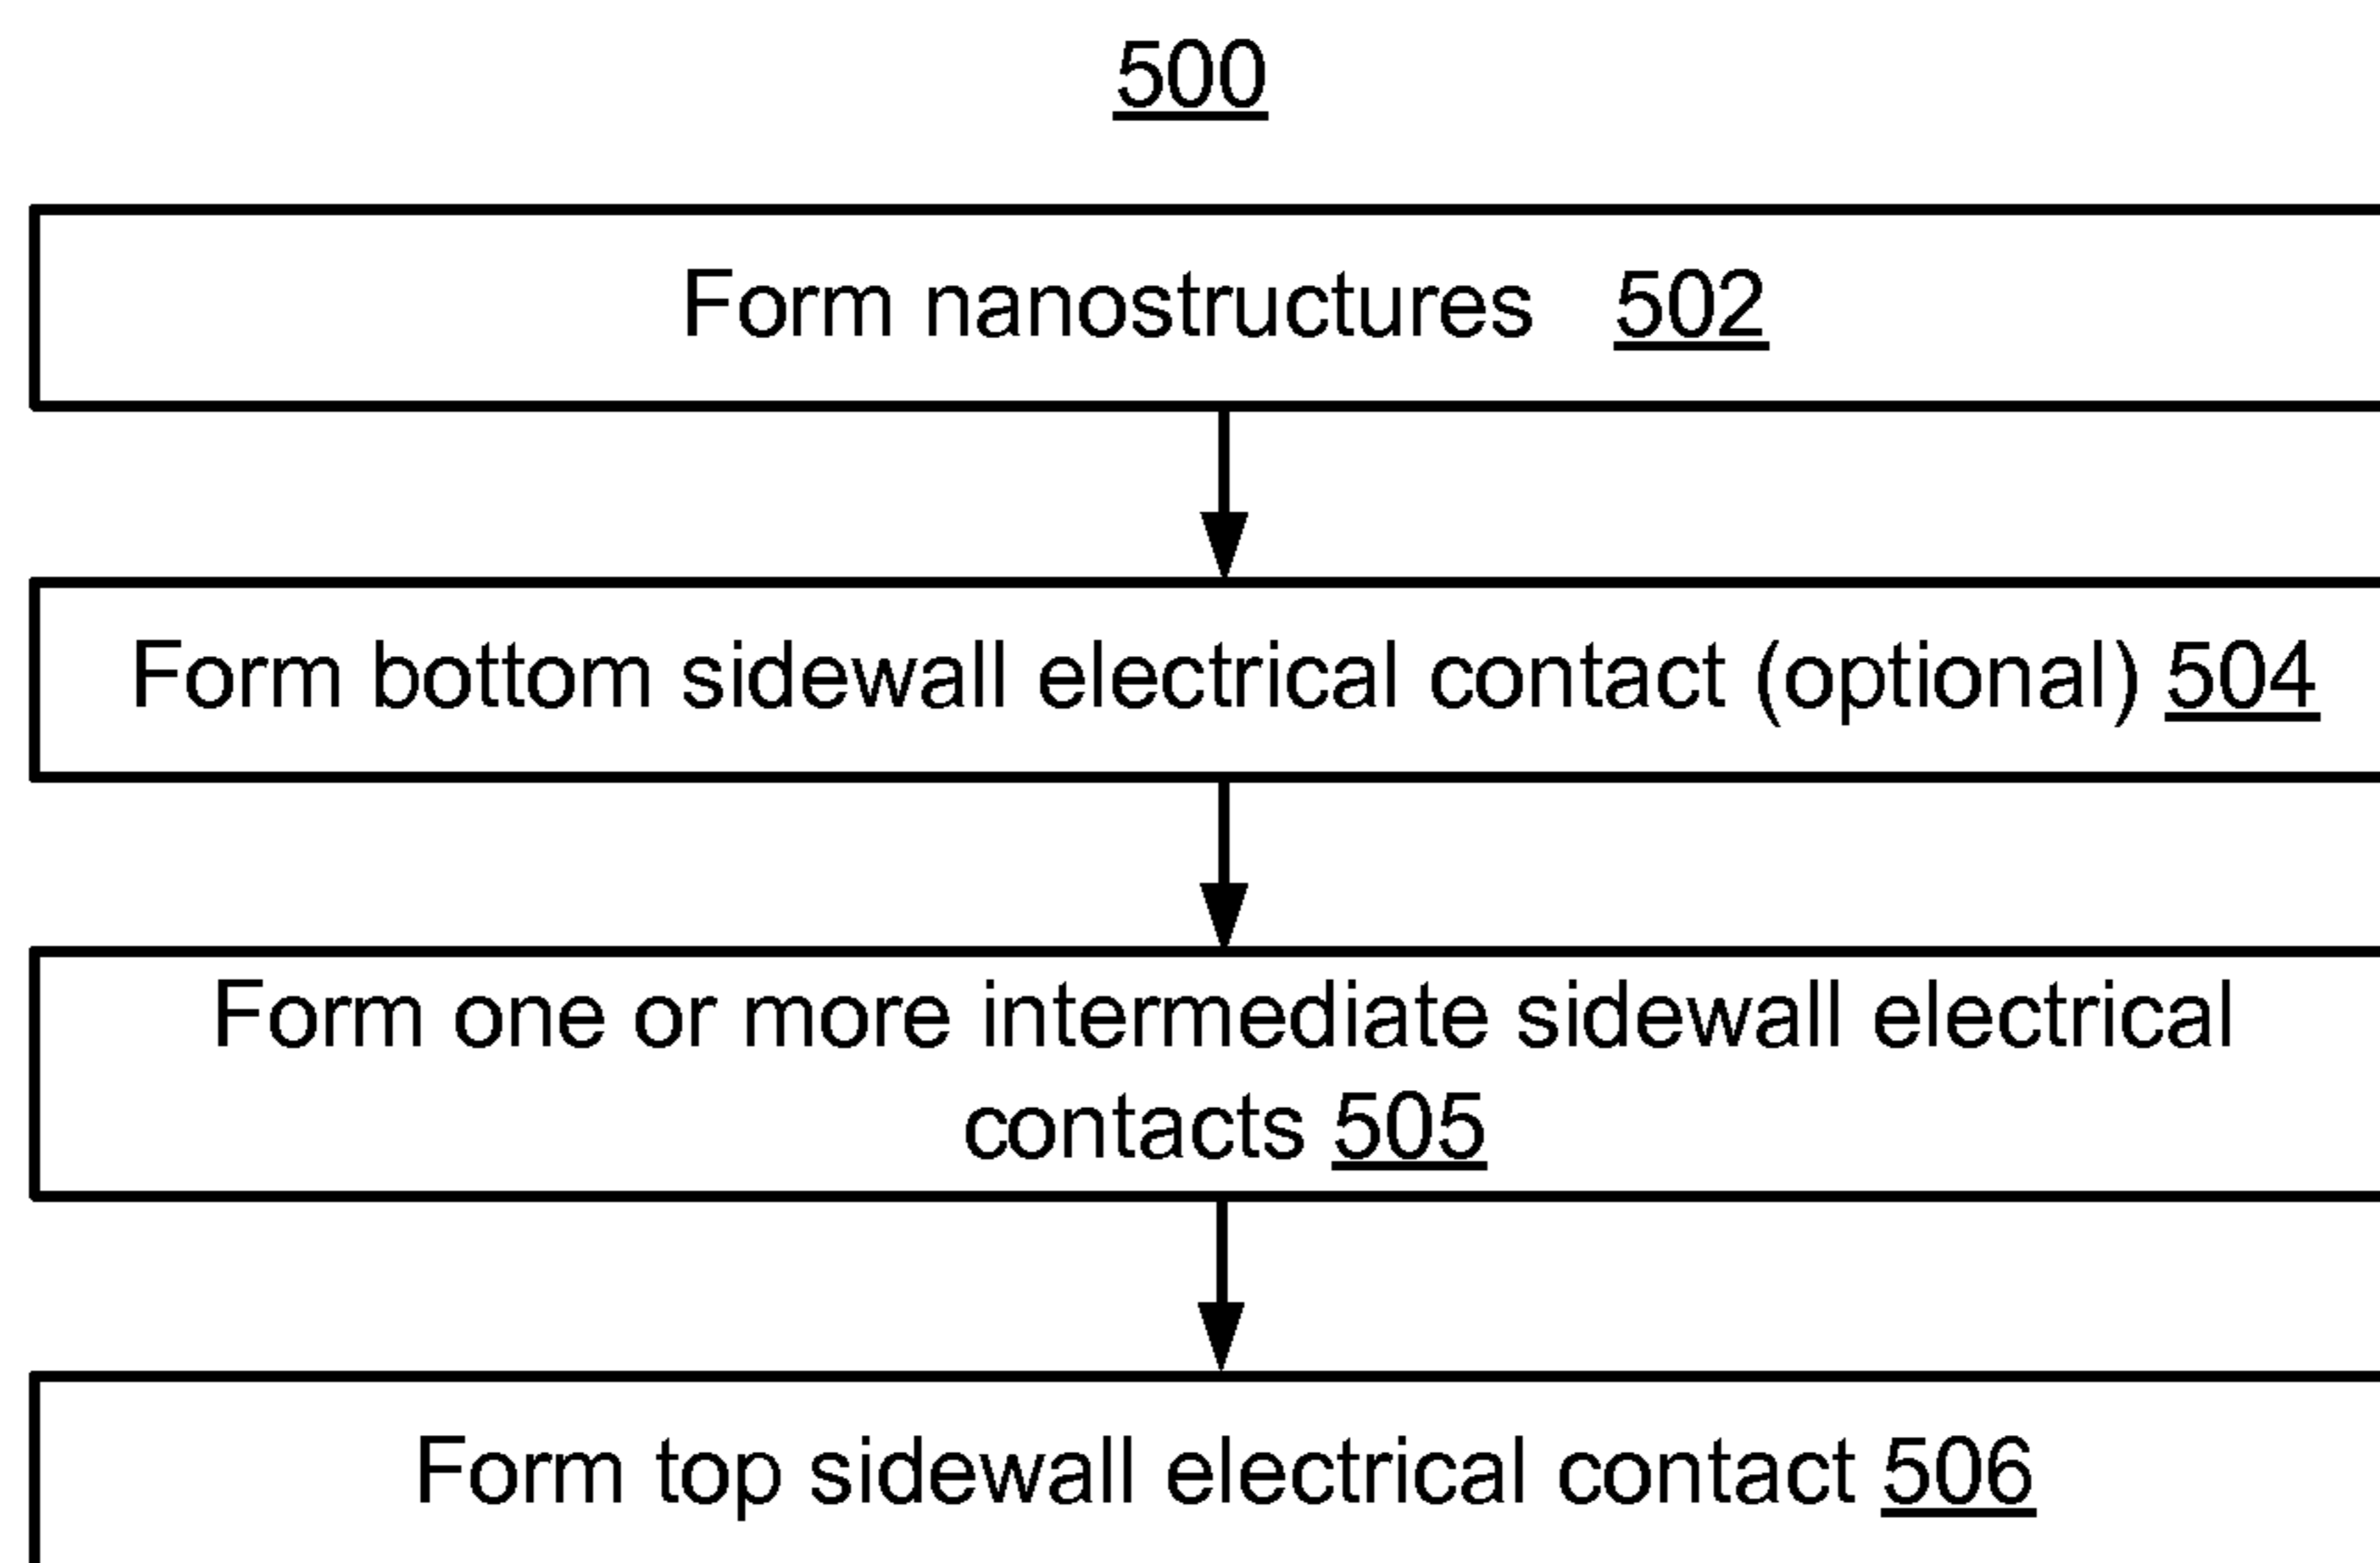 500
Form nanostructures 502
Form bottom sidewall electrical contact (optional) 504
Form one or more intermediate sidewall electrical
contacts 505
Form top sidewall electrical contact 506